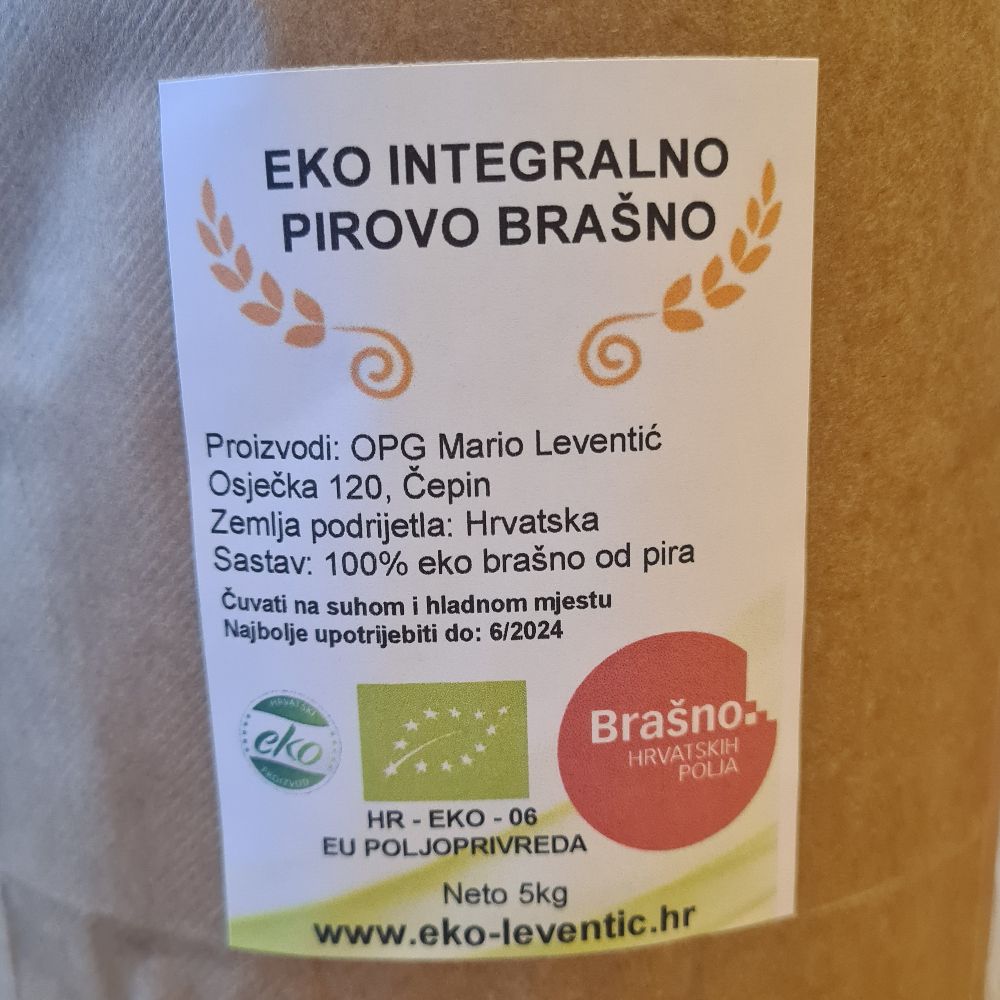 EKO INTEGRALNO
PIROVO BRAŠNO
Proizvodi: OPG Mario Leventić
Osječka 120, Čepin
Zemlja podrijetla: Hrvatska
Sastav: 100% eko brašno od pira
Čuvati na suhom i hladnom mjestu
Najbolje upotrijebiti do: 6/2024
HRVATSKI
eko
PROIZVOD
Brašno
HRVATSKIH
POLJA
HR - EKO - 06
EU POLJOPRIVREDA
Neto 5kg
www.eko-leventic.hr